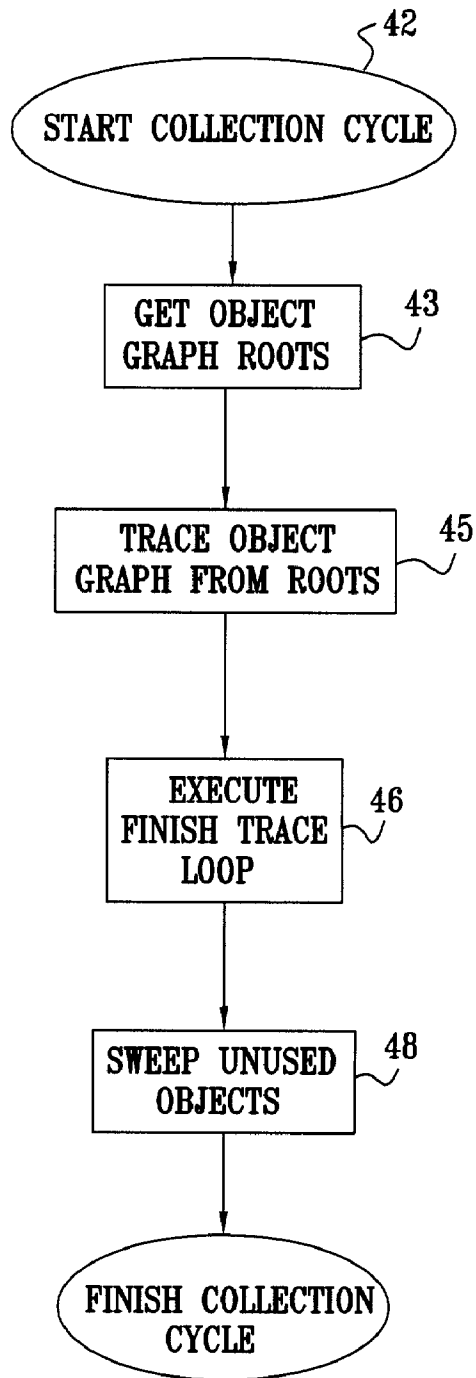 42
START COLLECTION CYCLE
GET OBJECT
GRAPH ROOTS
43
TRACE OBJECT
GRAPH FROM ROOTS
45
EXECUTE
FINISH TRACE
LOOP
46
SWEEP UNUSED
OBJECTS
48
FINISH COLLECTION
CYCLE